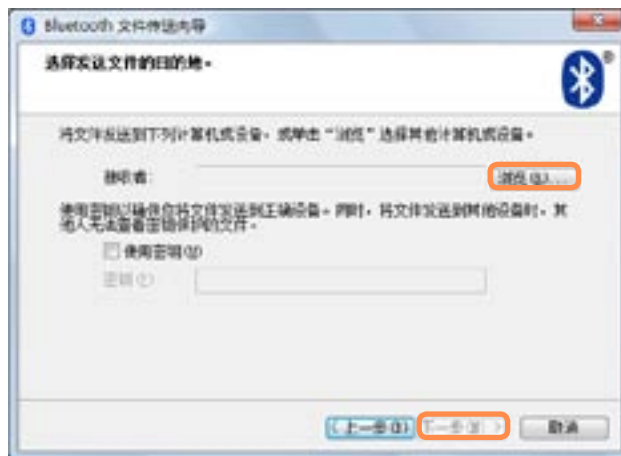 Bluetooth 文件传送向导
选择发送文件的目的地。
将文件发送到下列计算机或设备，或单击“浏览”选择其他计算机或设备。
接收者:
浏览(B)...
使用密钥以确保你将文件发送到正确设备。同时，将文件发送到其他设备时，其
他人无法查看密钥保护的文件。
使用密钥(U)
密钥(P)
< 上一步(B)
下一步(N) >
取消